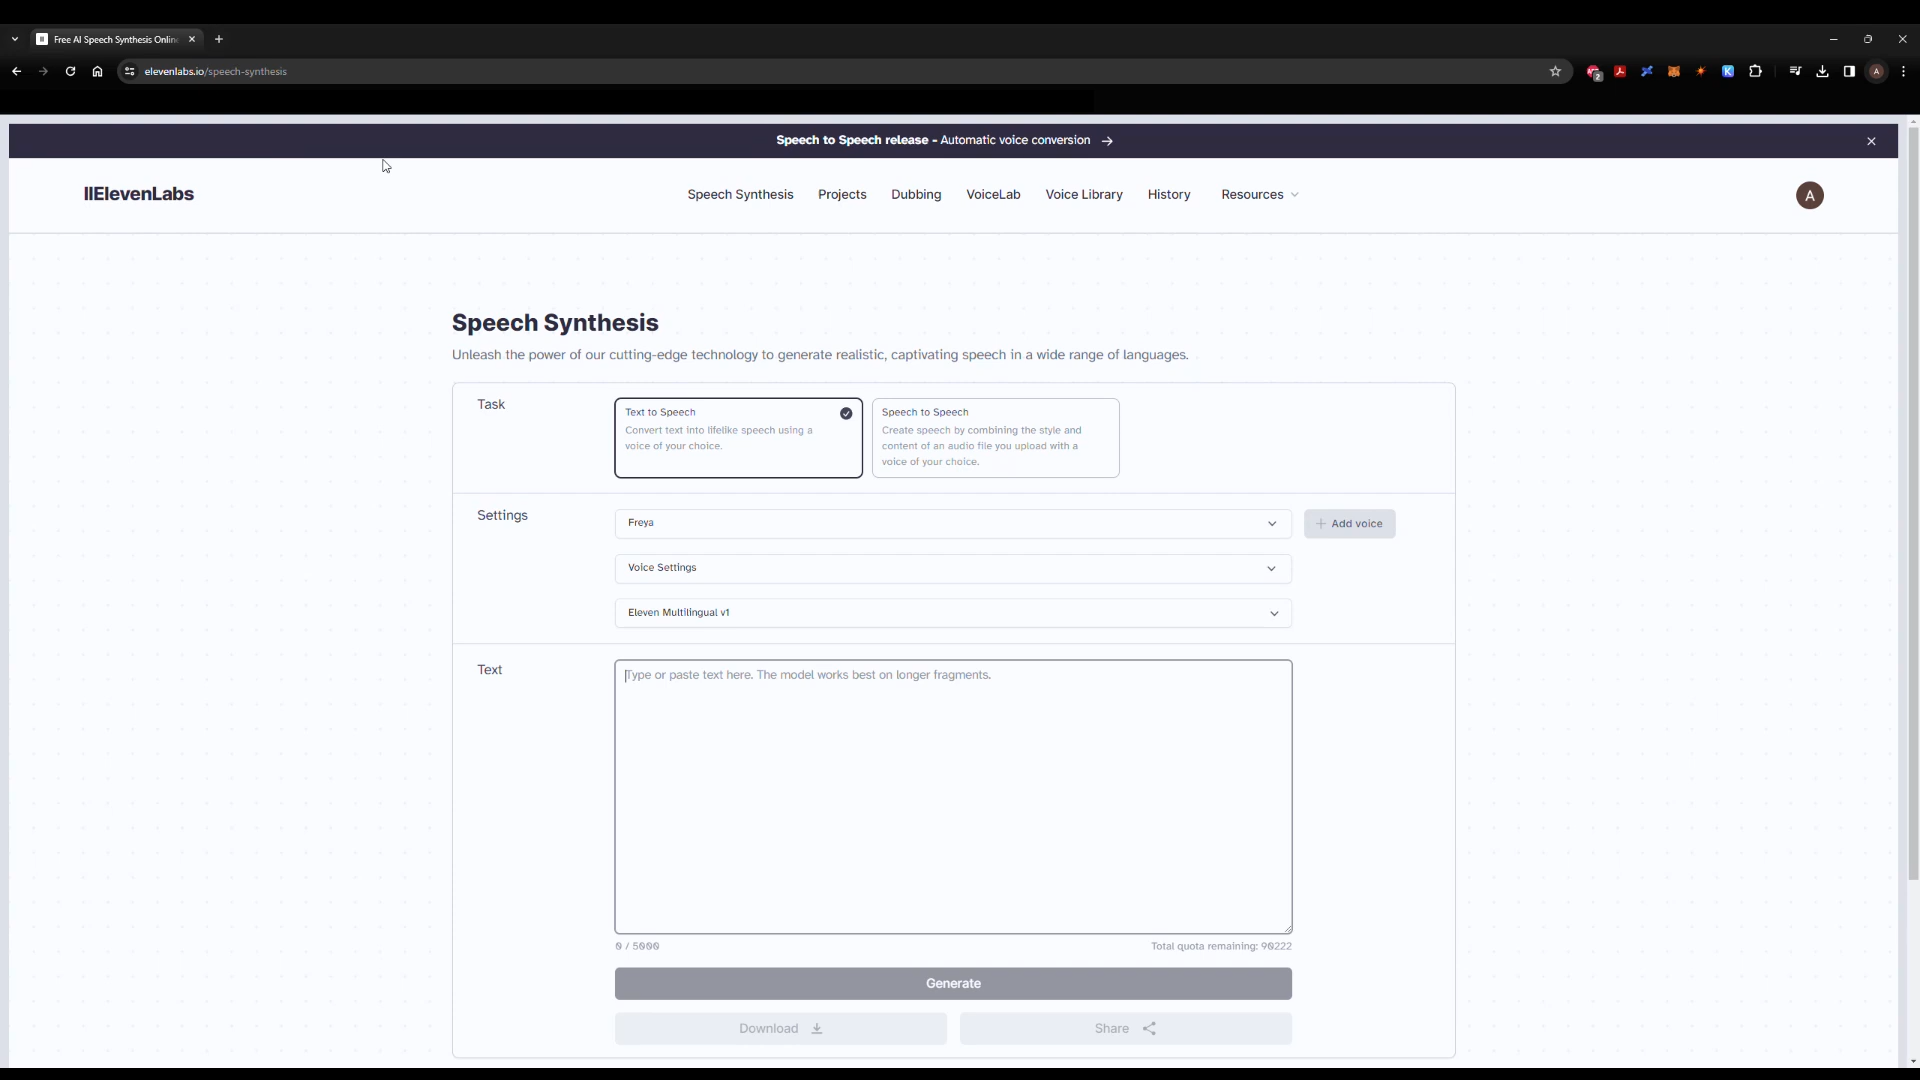 Free AI Speech Synthesis Onlin
elevenlabs.io/speech-synthesis
2
A
Speech to Speech release - Automatic voice conversion →
IIElevenLabs
Speech Synthesis
Projects
Dubbing
VoiceLab
Voice Library
History
Resources
A
Speech Synthesis
Unleash the power of our cutting-edge technology to generate realistic, captivating speech in a wide range of languages.
Task
Text to Speech
Convert text into lifelike speech using a
voice of your choice.
Speech to Speech
Create speech by combining the style and
content of an audio file you upload with a
voice of your choice.
Settings
Freya
+ Add voice
Voice Settings
Eleven Multilingual v1
Text
Type or paste text here. The model works best on longer fragments.
0 / 5000
Total quota remaining: 90222
Generate
Download
Share